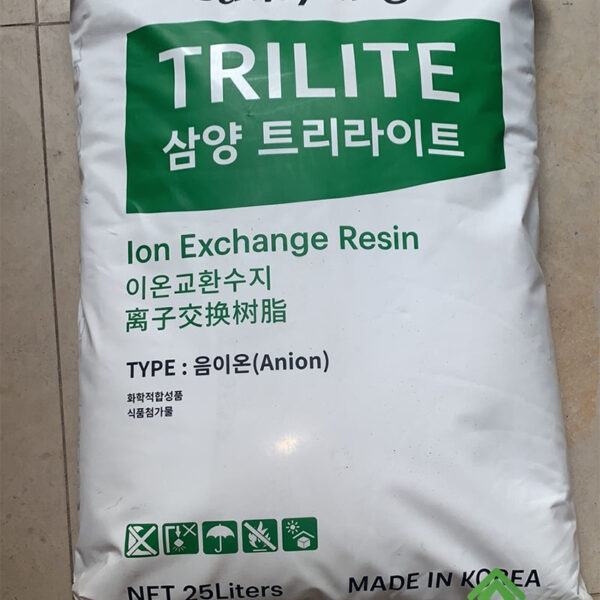 TRILITE
삼양 트리라이트
Ion Exchange Resin
이온교환수지
离子交换树脂
TYPE : 음이온(Anion)
화학적합성품
식품첨가물
NET 25Liters
MADE IN KOREA